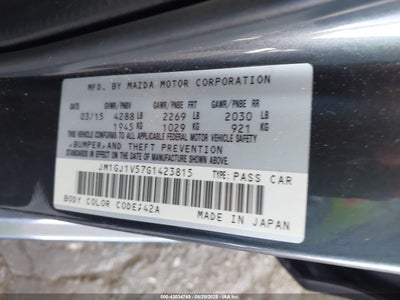 MFD. BY MAZDA MOTOR CORPORATION
GVWR/PNBV GAWR/PNBE FRT GAWR/PNBE RR
03/15 4288 LB 2269 LB 2030 LB
1945 KG 1029 KG 921 KG
THIS VEHICLE CONFORMS TO ALL APPLICABLE FEDERAL MOTOR VEHICLE SAFETY,
BUMPER, AND THEFT PREVENTION
STANDARDS IN EFFECT ON THE DATE OF MANUFACTURE SHOWN ABOVE.
JM1GJ1V57G1423815 TYPE: PASS CAR
BODY COLOR CODE: 42A
MADE IN JAPAN